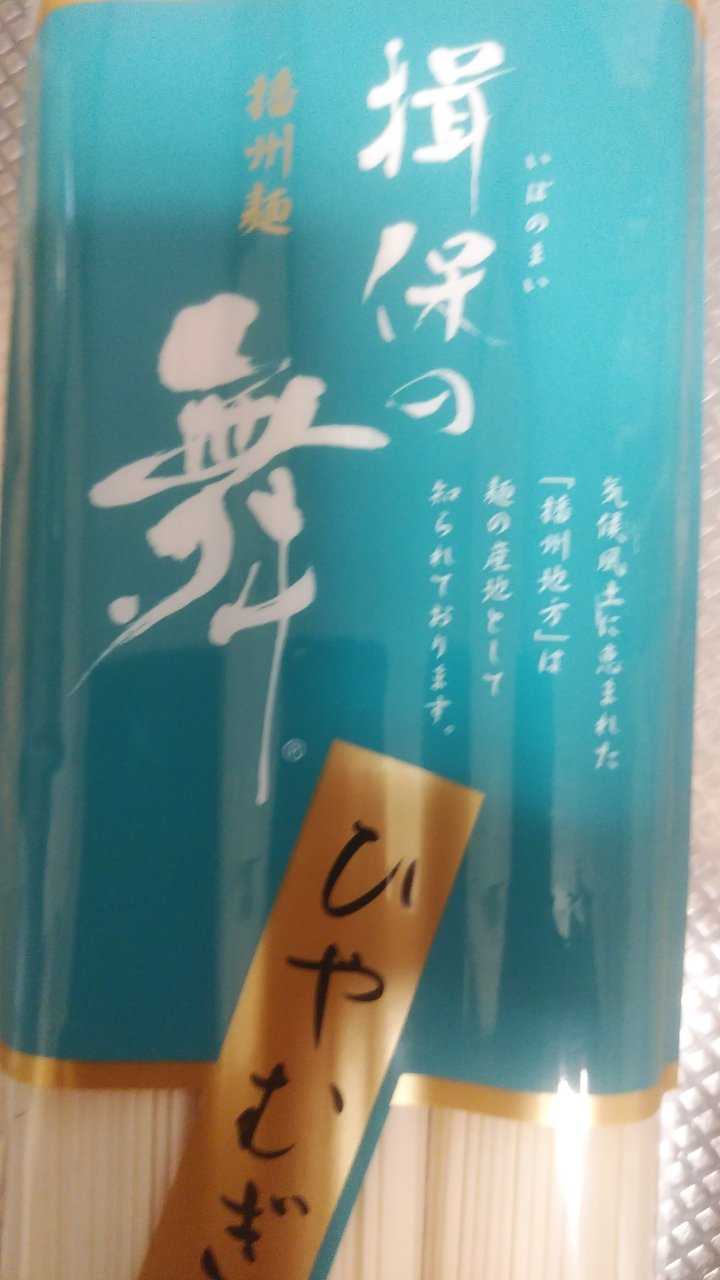 いぼのまい
揖保の
舞
®
播州麺
気候風土に恵まれた
「播州地方」は
麺の産地として
知られております。
ひやむぎ